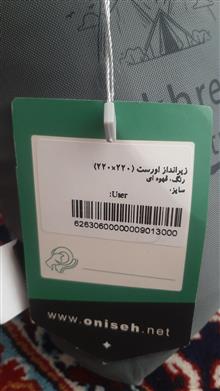 زیرانداز اورست (۲۲۰×۲۲۰)
رنگ: قهوه ای
سایز:
User:
6263060000009013000
www.oniseh.net